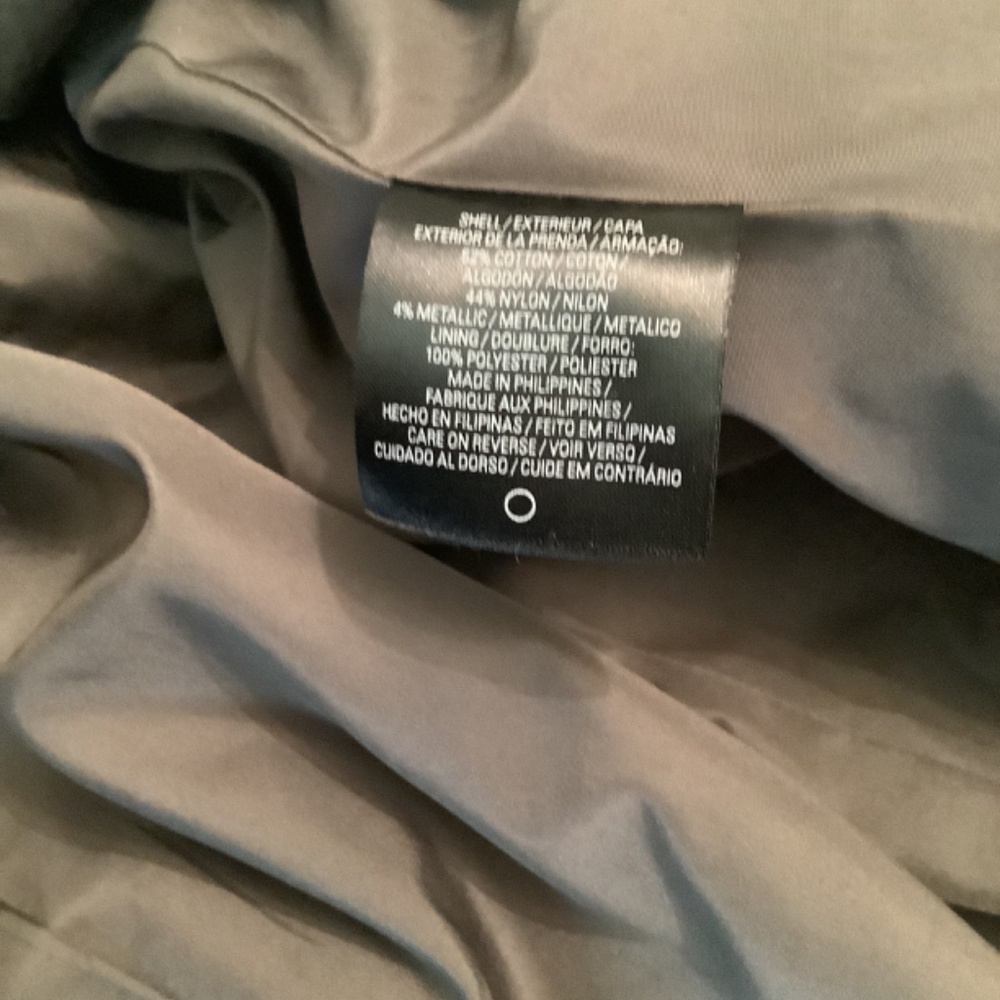 SHELL / EXTERIEUR / CAPA
EXTERIOR DE LA PRENDA / ARMAÇÃO:
52% COTTON / COTON /
ALGODÓN / ALGODÃO
44% NYLON / NILON
4% METALLIC / METALLIQUE / METALICO
LINING / DOUBLURE / FORRO:
100% POLYESTER / POLIESTER
MADE IN PHILIPPINES /
FABRIQUE AUX PHILIPPINES /
HECHO EN FILIPINAS / FEITO EM FILIPINAS
CARE ON REVERSE / VOIR VERSO /
CUIDADO AL DORSO / CUIDE EM CONTRÁRIO